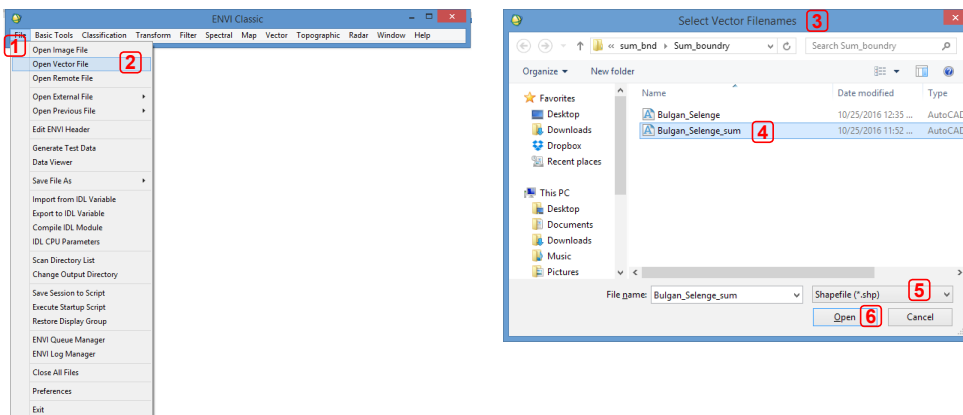 ENVI Classic
File Basic Tools Classification Transform Filter Spectral Map Vector Topographic Radar Window Help
1
Open Image File
Open Vector File
2
Open Remote File
Open External File
Open Previous File
Edit ENVI Header
Generate Test Data
Data Viewer
Save File As
Import from IDL Variable
Export to IDL Variable
Compile IDL Module
IDL CPU Parameters
Scan Directory List
Change Output Directory
Save Session to Script
Execute Startup Script
Restore Display Group
ENVI Queue Manager
ENVI Log Manager
Close All Files
Preferences
Exit
Select Vector Filenames
3
« sum_bnd Sum_boundry
Search Sum_boundry
Organize New folder
Favorites
Desktop
Downloads
Dropbox
Recent places
This PC
Desktop
Documents
Downloads
Music
Pictures
Name Date modified Type
Bulgan_Selenge 10/25/2016 12:35 ... AutoCAD
Bulgan_Selenge_sum 4 10/25/2016 11:52 ... AutoCAD
File name: Bulgan_Selenge_sum
Shapefile (*.shp) 5
Open 6 Cancel